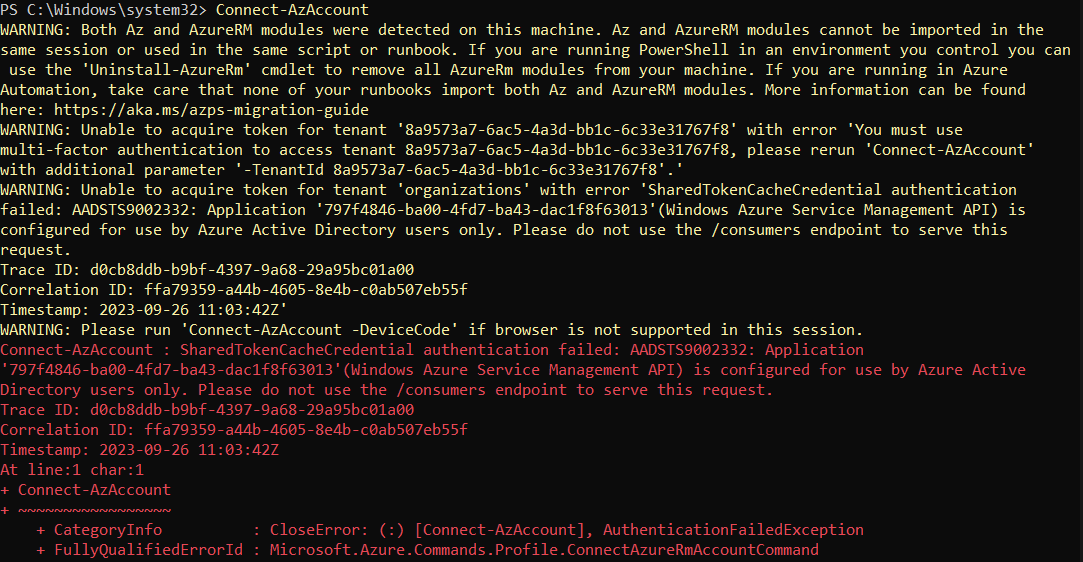 PS C:\Windows\system32> Connect-AzAccount
WARNING: Both Az and AzureRM modules were detected on this machine. Az and AzureRM modules cannot be imported in the
same session or used in the same script or runbook. If you are running PowerShell in an environment you control you can
 use the 'Uninstall-AzureRm' cmdlet to remove all AzureRm modules from your machine. If you are running in Azure
Automation, take care that none of your runbooks import both Az and AzureRM modules. More information can be found
here: https://aka.ms/azps-migration-guide
WARNING: Unable to acquire token for tenant '8a9573a7-6ac5-4a3d-bb1c-6c33e31767f8' with error 'You must use
multi-factor authentication to access tenant 8a9573a7-6ac5-4a3d-bb1c-6c33e31767f8, please rerun 'Connect-AzAccount'
with additional parameter '-TenantId 8a9573a7-6ac5-4a3d-bb1c-6c33e31767f8'.'
WARNING: Unable to acquire token for tenant 'organizations' with error 'SharedTokenCacheCredential authentication
failed: AADSTS9002332: Application '797f4846-ba00-4fd7-ba43-dac1f8f63013'(Windows Azure Service Management API) is
configured for use by Azure Active Directory users only. Please do not use the /consumers endpoint to serve this
request.
Trace ID: d0cb8ddb-b9bf-4397-9a68-29a95bc01a00
Correlation ID: ffa79359-a44b-4605-8e4b-c0ab507eb55f
Timestamp: 2023-09-26 11:03:42Z'
WARNING: Please run 'Connect-AzAccount -DeviceCode' if browser is not supported in this session.
Connect-AzAccount : SharedTokenCacheCredential authentication failed: AADSTS9002332: Application
'797f4846-ba00-4fd7-ba43-dac1f8f63013'(Windows Azure Service Management API) is configured for use by Azure Active
Directory users only. Please do not use the /consumers endpoint to serve this request.
Trace ID: d0cb8ddb-b9bf-4397-9a68-29a95bc01a00
Correlation ID: ffa79359-a44b-4605-8e4b-c0ab507eb55f
Timestamp: 2023-09-26 11:03:42Z
At line:1 char:1
+ Connect-AzAccount
+ ~~~~~~~~~~~~~~~~~
    + CategoryInfo          : CloseError: (:) [Connect-AzAccount], AuthenticationFailedException
    + FullyQualifiedErrorId : Microsoft.Azure.Commands.Profile.ConnectAzureRmAccountCommand